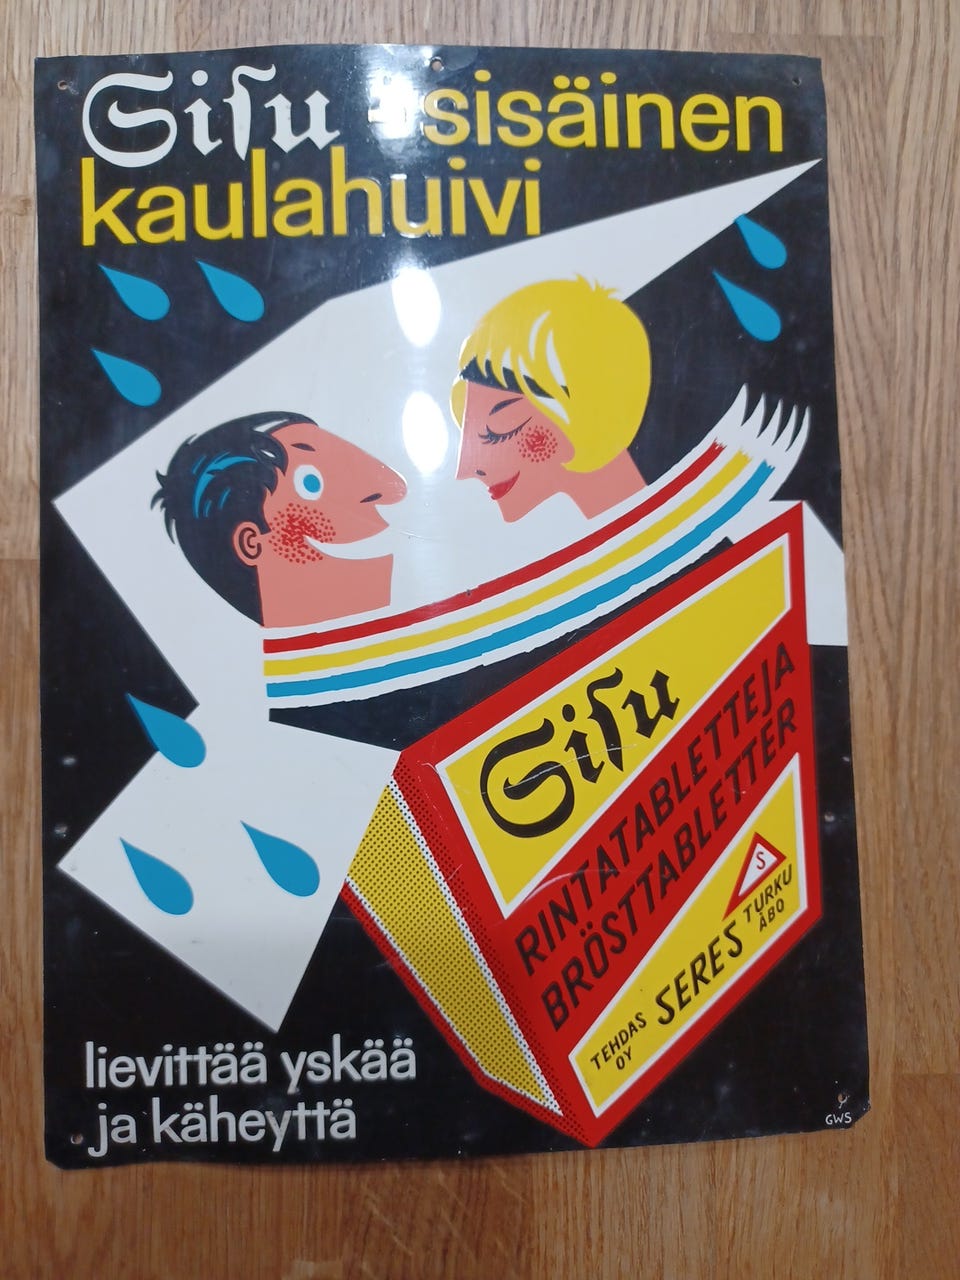 Sisu - sisäinen
kaulahuivi
Sisu
RINTATABLETTEJA
BRÖSTTABLETTER
S
TEHDAS SERES TURKU
OY ÅBO
lievittää yskää
ja käheyttä
GWS